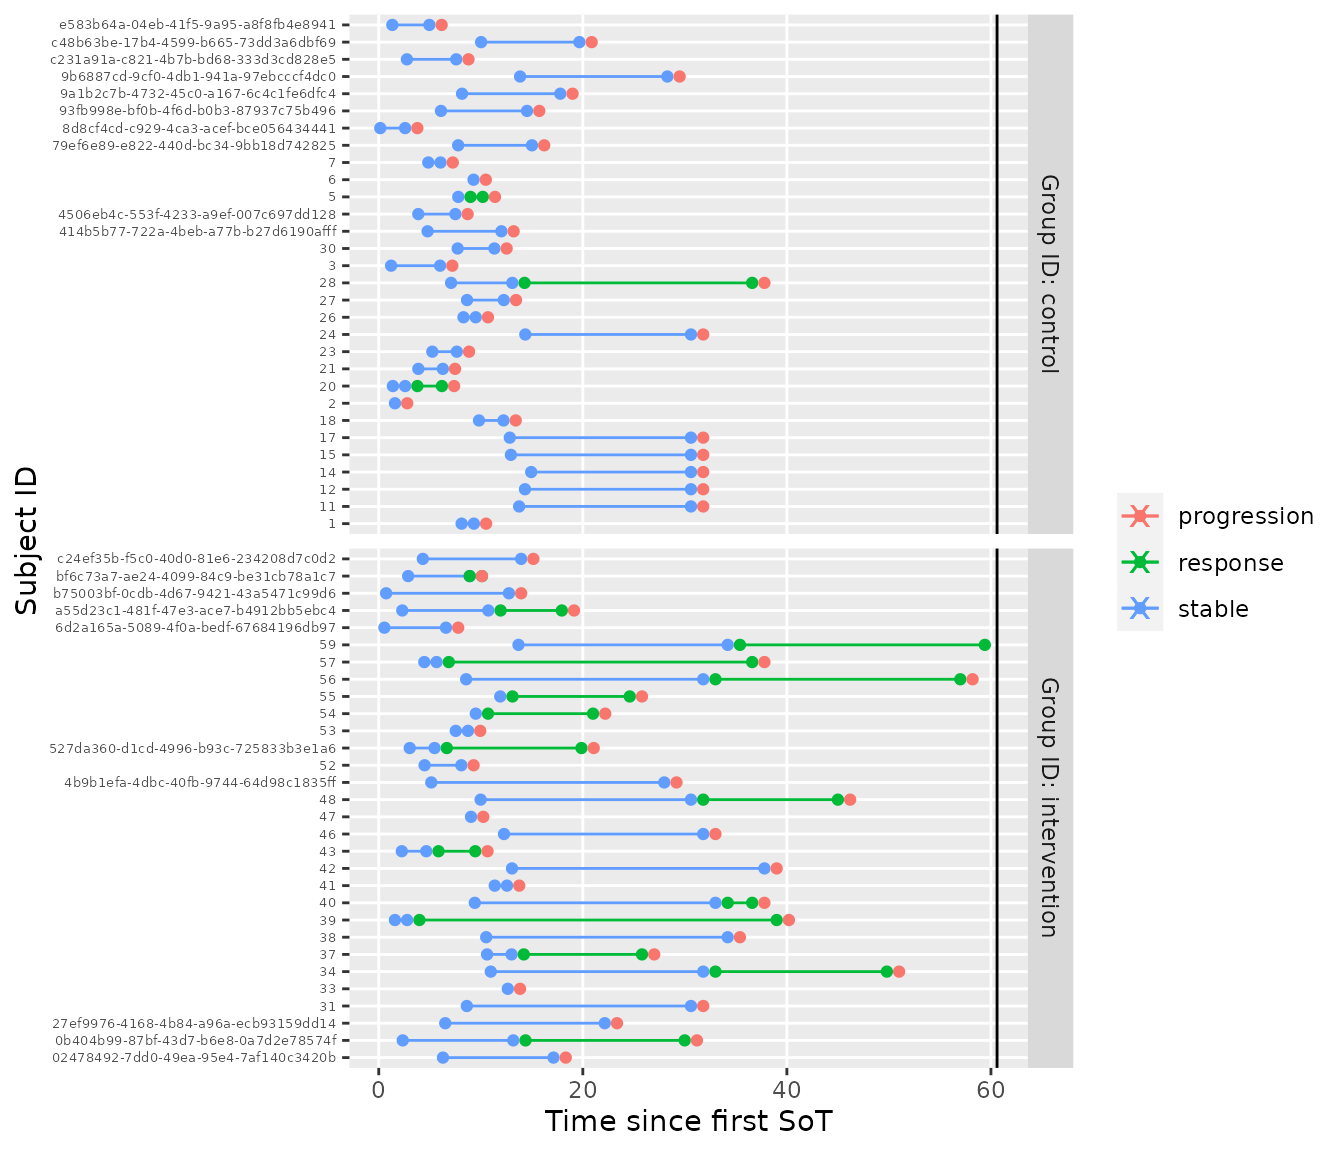 Subject ID
e583b64a-04eb-41f5-9a95-a8f8fb4e8941
c48b63be-17b4-4599-b665-73dd3a6dbf69
c231a91a-c821-4b7b-bd68-333d3cd828e5
9b6887cd-9cf0-4db1-941a-97ebcccf4dc0
9a1b2c7b-4732-45c0-a167-6c4c1fe6dfc4
93fb998e-bf0b-4f6d-b0b3-87937c75b496
8d8cf4cd-c929-4ca3-acef-bce056434441
79ef6e89-e822-440d-bc34-9bb18d742825
7
6
5
4506eb4c-553f-4233-a9ef-007c697dd128
414b5b77-722a-4beb-a77b-b27d6190afff
30
3
28
27
26
24
23
21
20
2
18
17
15
14
12
11
1
Group ID: control
c24ef35b-f5c0-40d0-81e6-234208d7c0d2
bf6c73a7-ae24-4099-84c9-be31cb78a1c7
b75003bf-0cdb-4d67-9421-43a5471c99d6
a55d23c1-481f-47e3-ace7-b4912bb5ebc4
6d2a165a-5089-4f0a-bedf-67684196db97
59
57
56
55
54
53
527da360-d1cd-4996-b93c-725833b3e1a6
52
4b9b1efa-4dbc-40fb-9744-64d98c1835ff
48
47
46
43
42
41
40
39
38
37
34
33
31
27ef9976-4168-4b84-a96a-ecb93159dd14
0b404b99-87bf-43d7-b6e8-0a7d2e78574f
02478492-7dd0-49ea-95e4-7af140c3420b
Group ID: intervention
0 20 40 60
Time since first SoT
progression
response
stable